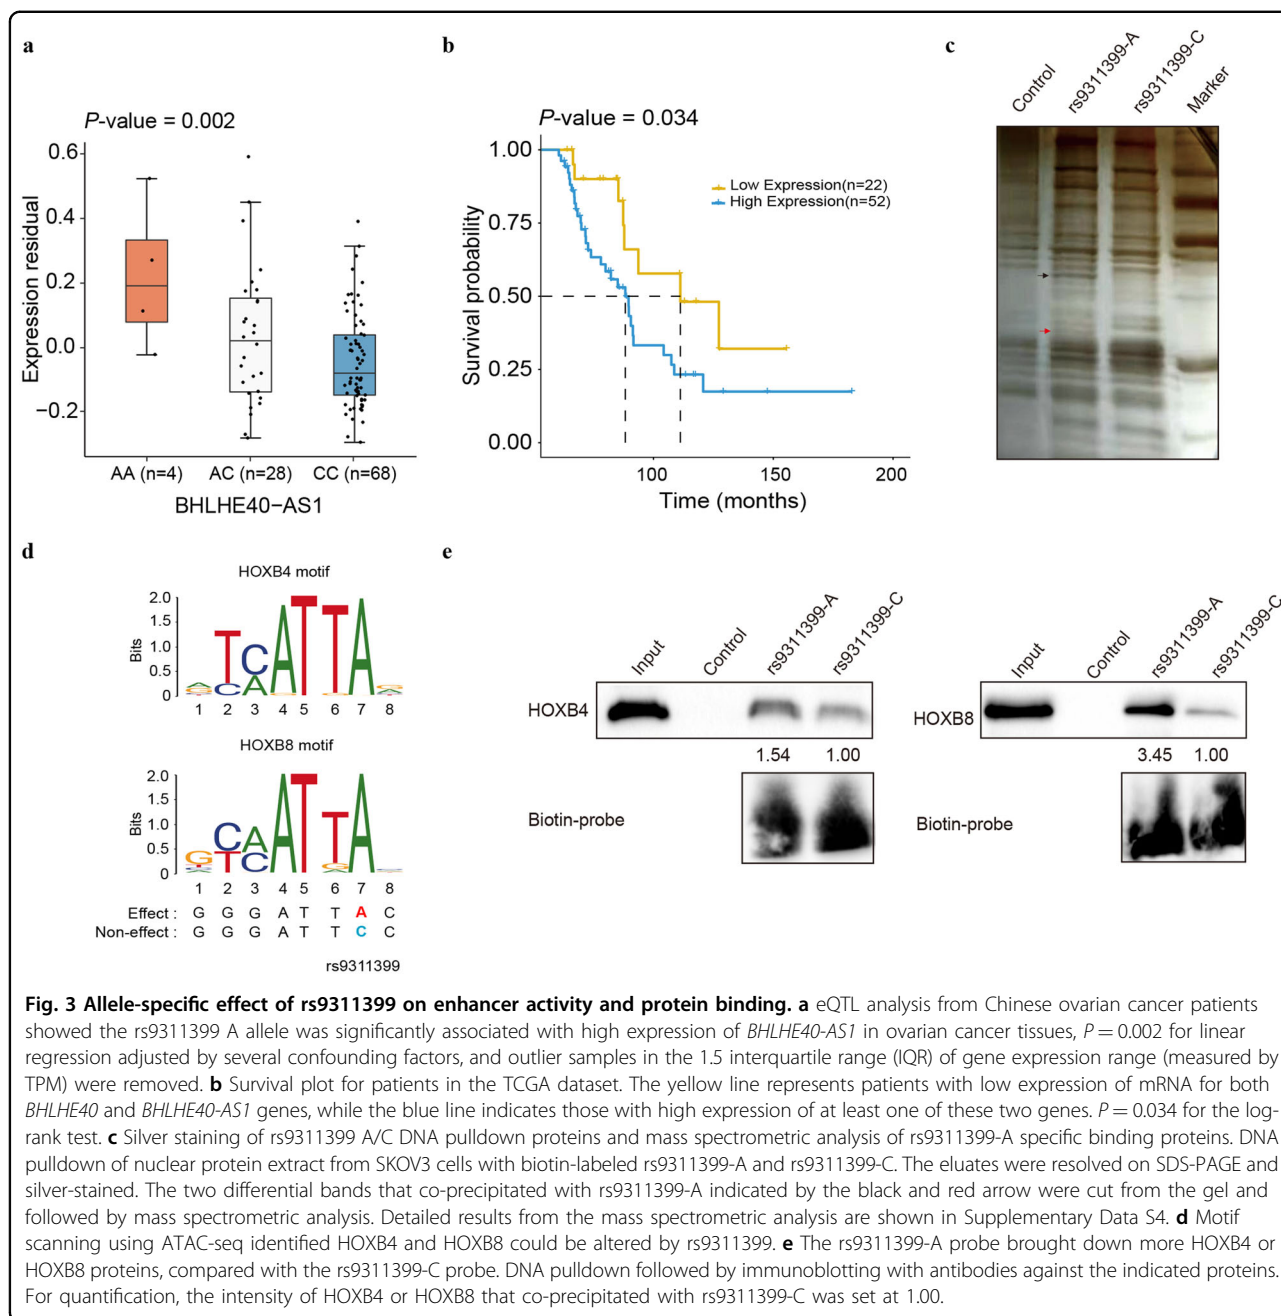 a
P-value = 0.002
Expression residual
0.6
0.4
0.2
0.0
−0.2
AA (n=4) AC (n=28) CC (n=68)
BHLHE40−AS1
b
P-value = 0.034
Survival probability
1.00
0.75
0.50
0.25
0.00
Low Expression(n=22)
High Expression(n=52)
100 150 200
Time (months)
c
Control rs9311399-A rs9311399-C Marker
d
HOXB4 motif
Bits
2.0
1.5
1.0
0.5
0
1 2 3 4 5 6 7 8
HOXB8 motif
Bits
2.0
1.5
1.0
0.5
0
1 2 3 4 5 6 7 8
Effect : G G G A T T A C
Non-effect : G G G A T T C C
rs9311399
e
Input Control rs9311399-A rs9311399-C
HOXB4
1.54 1.00
Biotin-probe
Input Control rs9311399-A rs9311399-C
HOXB8
3.45 1.00
Biotin-probe
Fig. 3 Allele-specific effect of rs9311399 on enhancer activity and protein binding. a eQTL analysis from Chinese ovarian cancer patients
showed the rs9311399 A allele was significantly associated with high expression of BHLHE40-AS1 in ovarian cancer tissues, P = 0.002 for linear
regression adjusted by several confounding factors, and outlier samples in the 1.5 interquartile range (IQR) of gene expression range (measured by
TPM) were removed. b Survival plot for patients in the TCGA dataset. The yellow line represents patients with low expression of mRNA for both
BHLHE40 and BHLHE40-AS1 genes, while the blue line indicates those with high expression of at least one of these two genes. P = 0.034 for the log-
rank test. c Silver staining of rs9311399 A/C DNA pulldown proteins and mass spectrometric analysis of rs9311399-A specific binding proteins. DNA
pulldown of nuclear protein extract from SKOV3 cells with biotin-labeled rs9311399-A and rs9311399-C. The eluates were resolved on SDS-PAGE and
silver-stained. The two differential bands that co-precipitated with rs9311399-A indicated by the black and red arrow were cut from the gel and
followed by mass spectrometric analysis. Detailed results from the mass spectrometric analysis are shown in Supplementary Data S4. d Motif
scanning using ATAC-seq identified HOXB4 and HOXB8 could be altered by rs9311399. e The rs9311399-A probe brought down more HOXB4 or
HOXB8 proteins, compared with the rs9311399-C probe. DNA pulldown followed by immunoblotting with antibodies against the indicated proteins.
For quantification, the intensity of HOXB4 or HOXB8 that co-precipitated with rs9311399-C was set at 1.00.